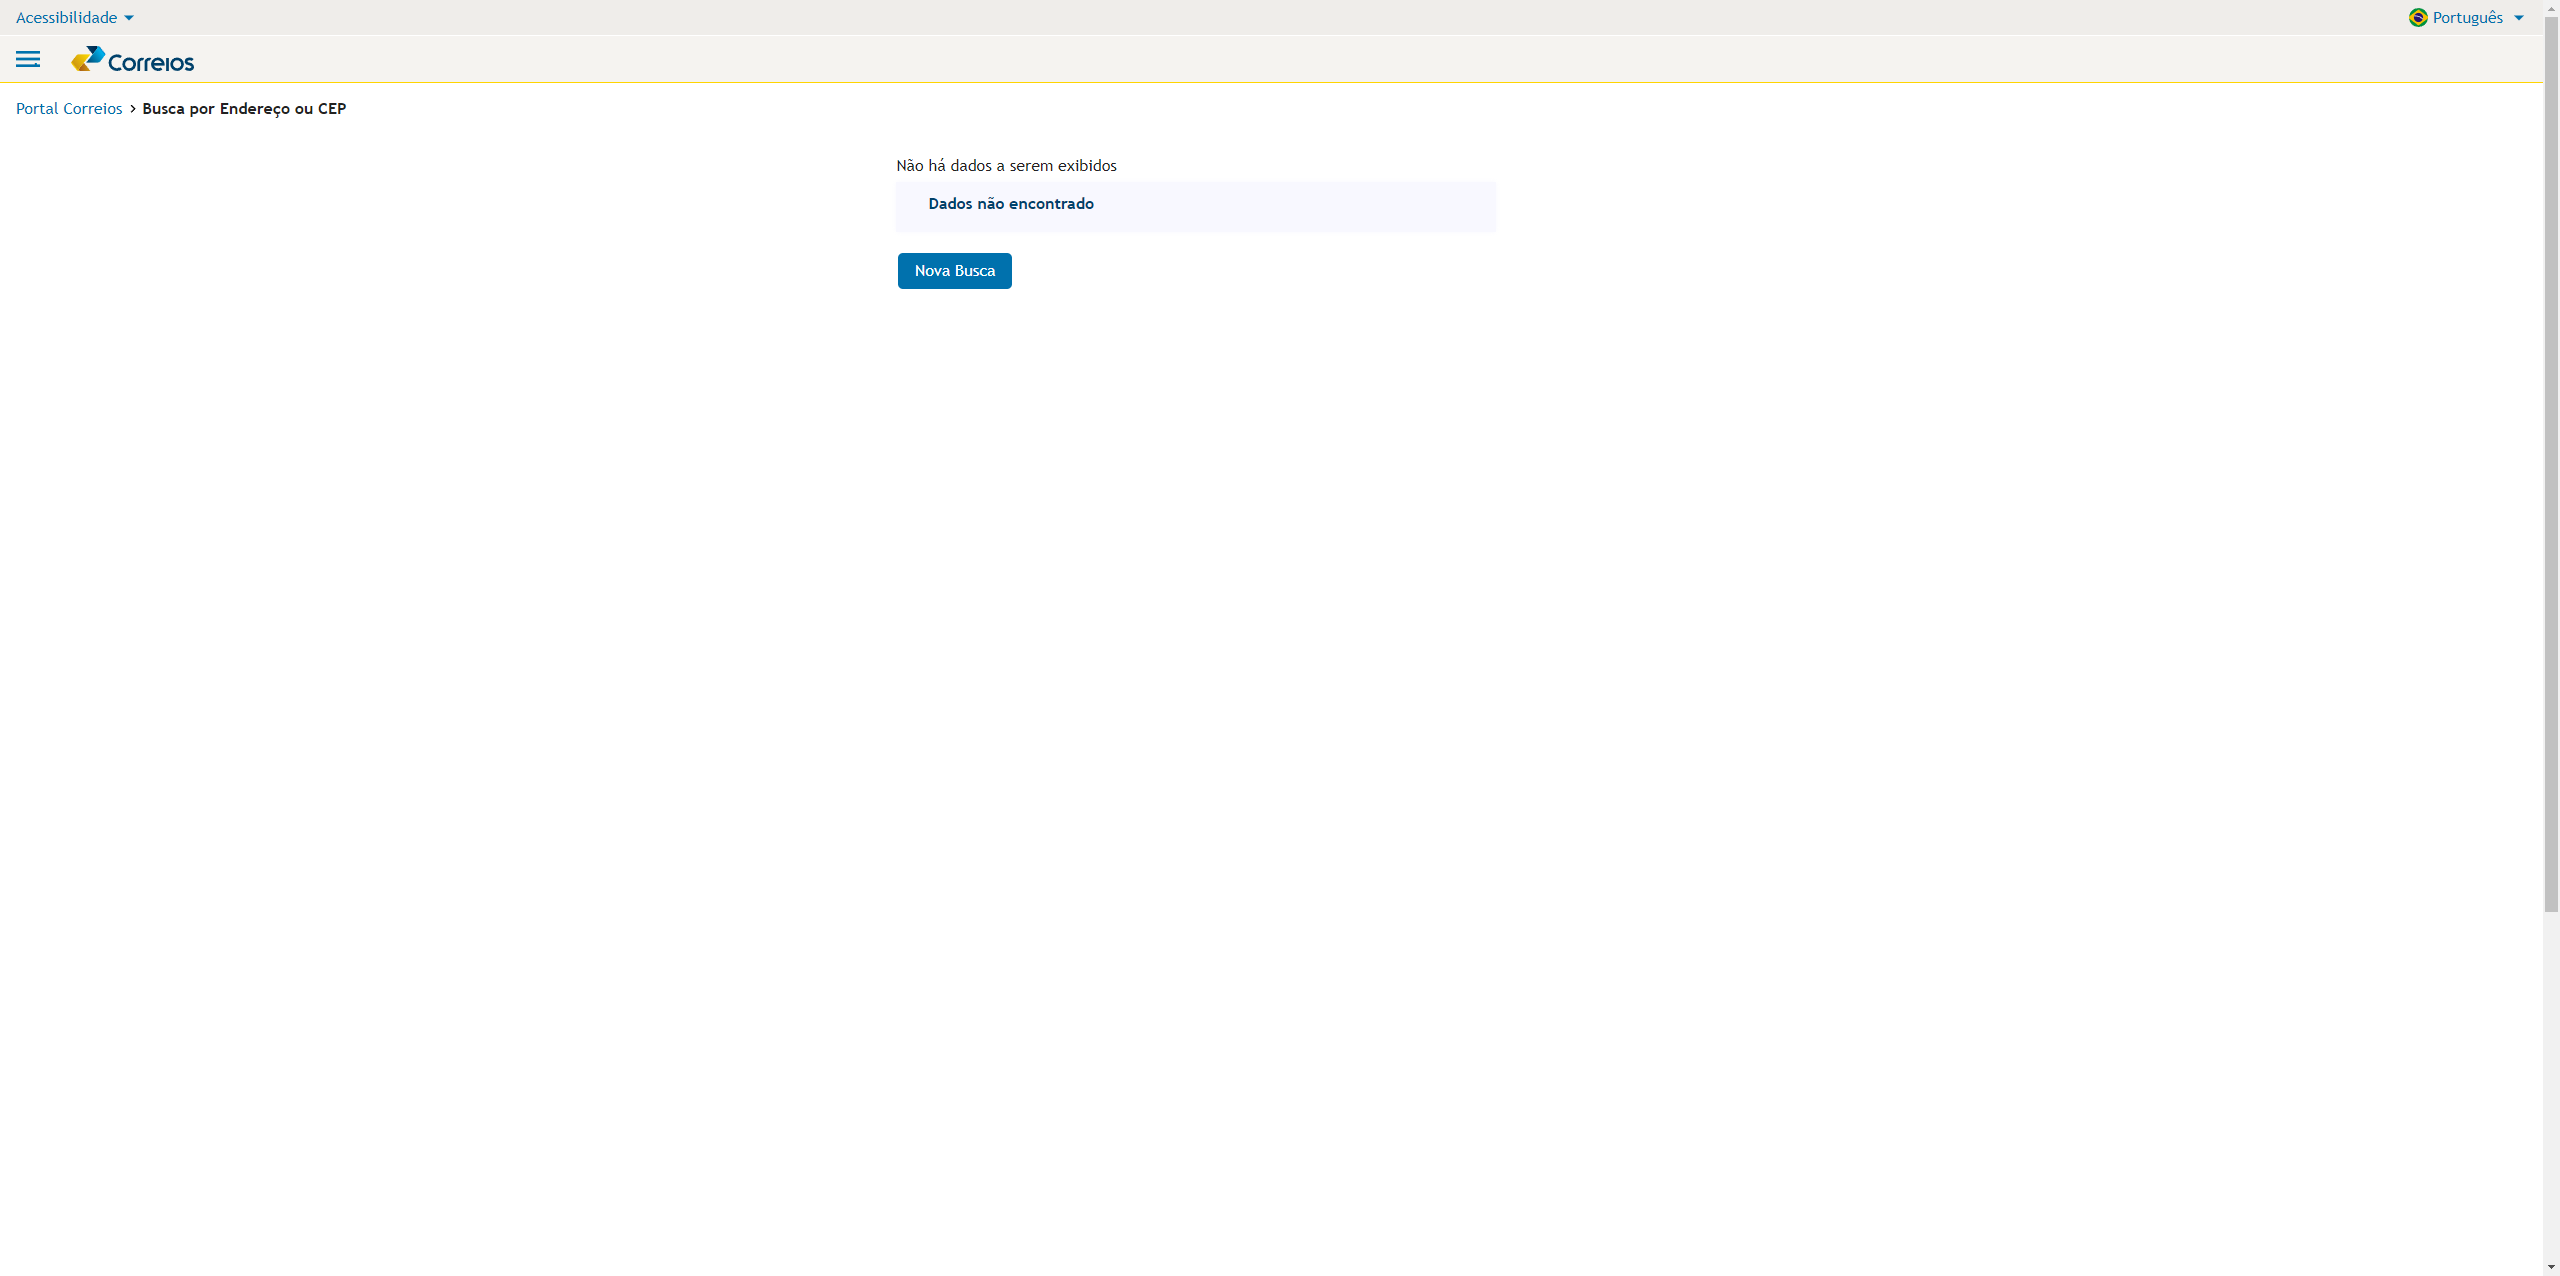 Acessibilidade
Português
Correios
Portal Correios > Busca por Endereço ou CEP
Não há dados a serem exibidos
Dados não encontrado
Nova Busca